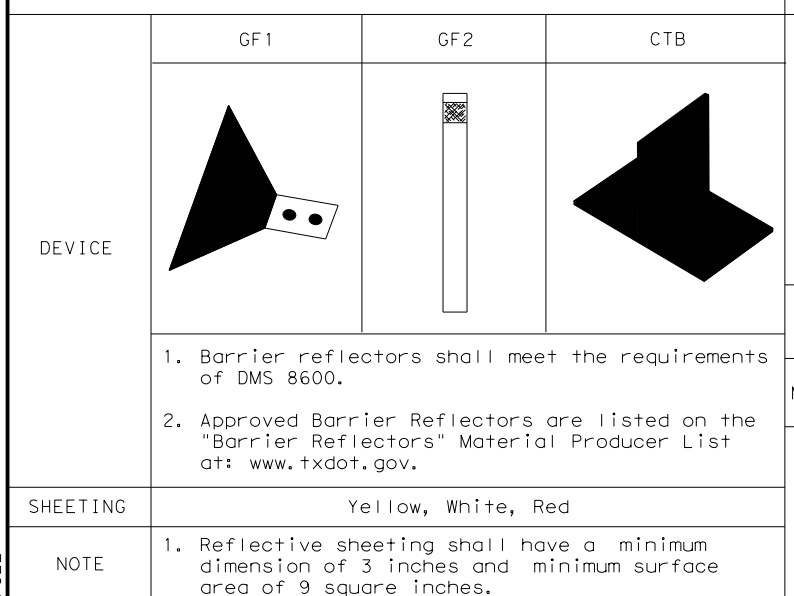 GF1 GF2 CTB
DEVICE
1. Barrier reflectors shall meet the requirements
of DMS 8600.
2. Approved Barrier Reflectors are listed on the
"Barrier Reflectors" Material Producer List
at: www.txdot.gov.
SHEETING Yellow, White, Red
NOTE
1. Reflective sheeting shall have a minimum
dimension of 3 inches and minimum surface
area of 9 square inches.